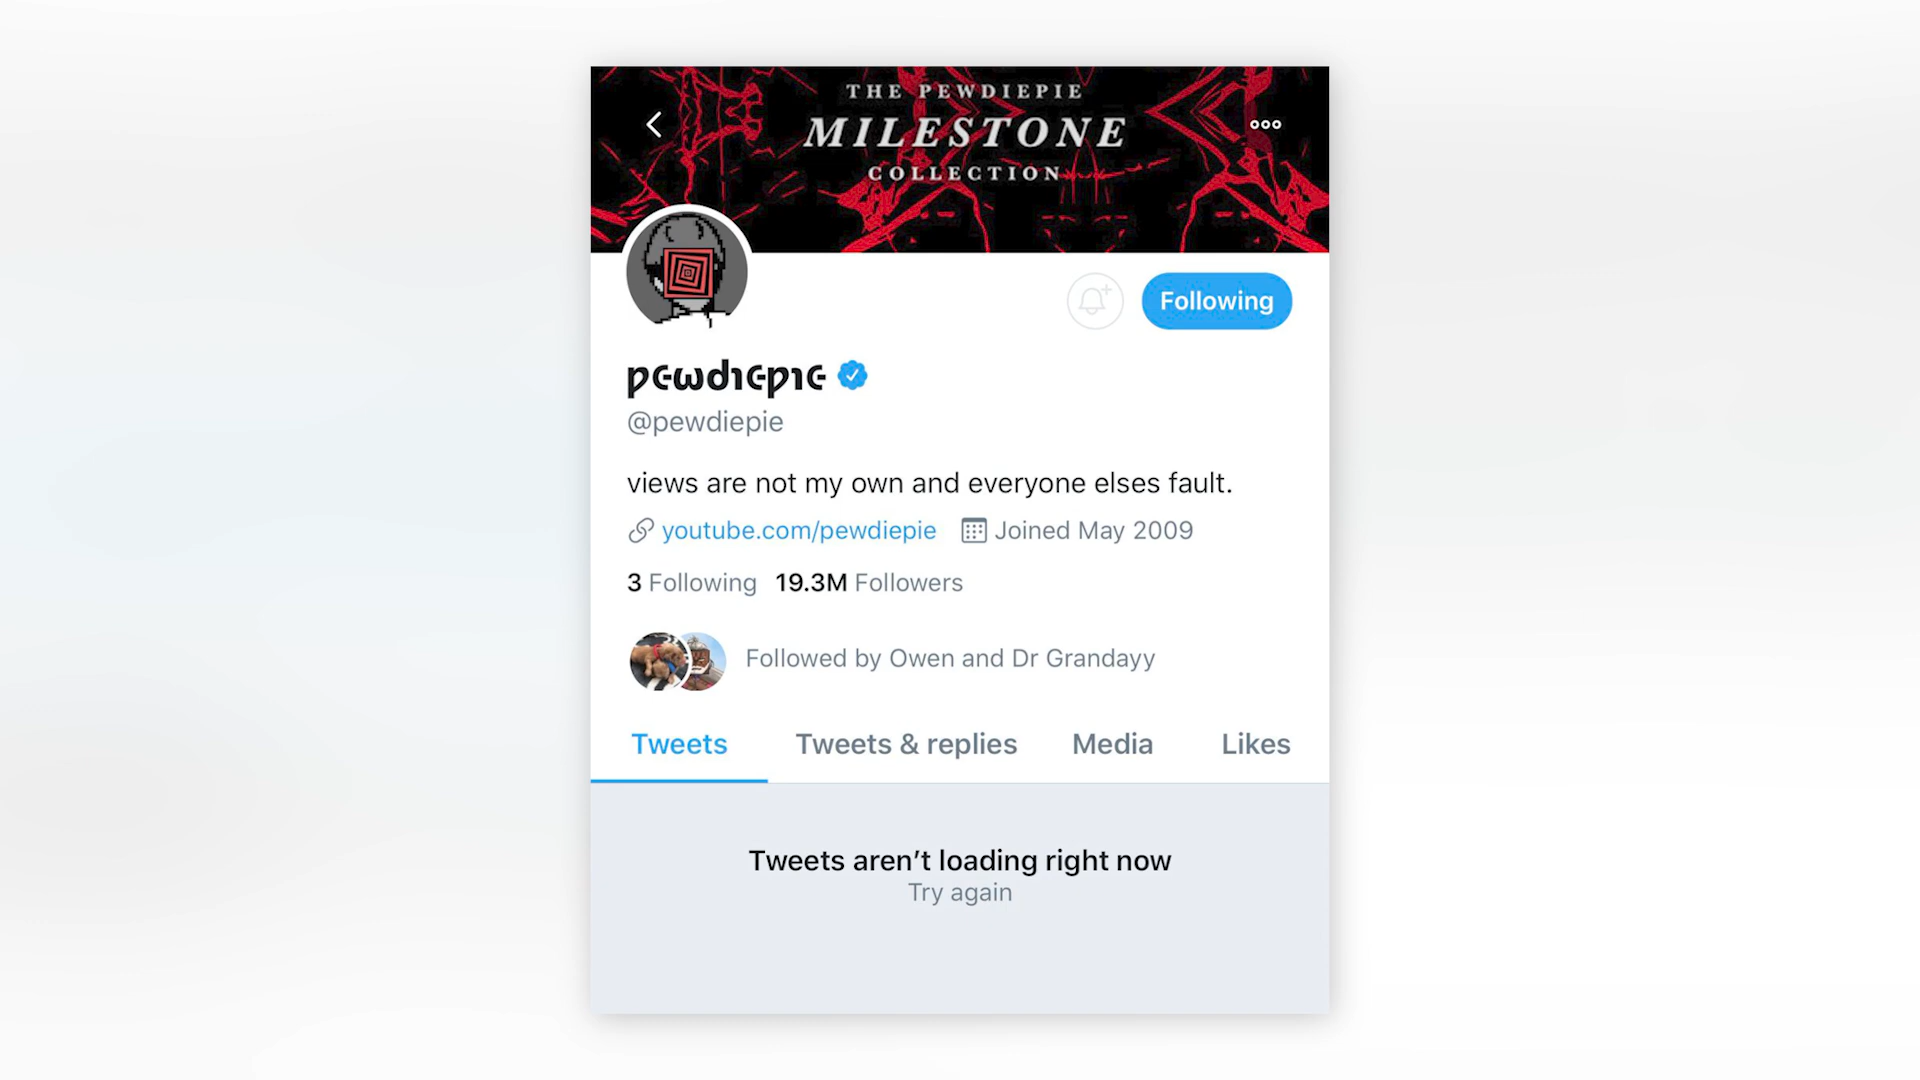 THE PEWDIEPIE
MILESTONE
COLLECTION
Following
pewdiepie
@pewdiepie
views are not my own and everyone elses fault.
youtube.com/pewdiepie Joined May 2009
3 Following 19.3M Followers
Followed by Owen and Dr Grandayy
Tweets Tweets & replies Media Likes
Tweets aren’t loading right now
Try again